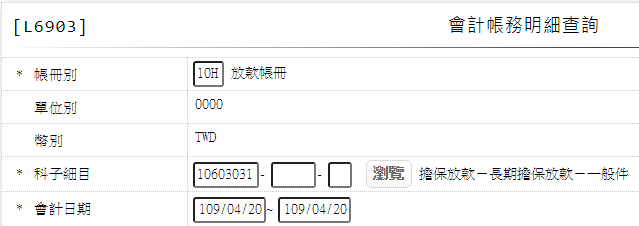 [L6903] 會計帳務明細查詢
* 帳冊別 10H 放款帳冊
單位別 0000
幣別 TWD
* 科子細目 10603031 - - 瀏覽 擔保放款－長期擔保放款－一般件
* 會計日期 109/04/20 ~ 109/04/20